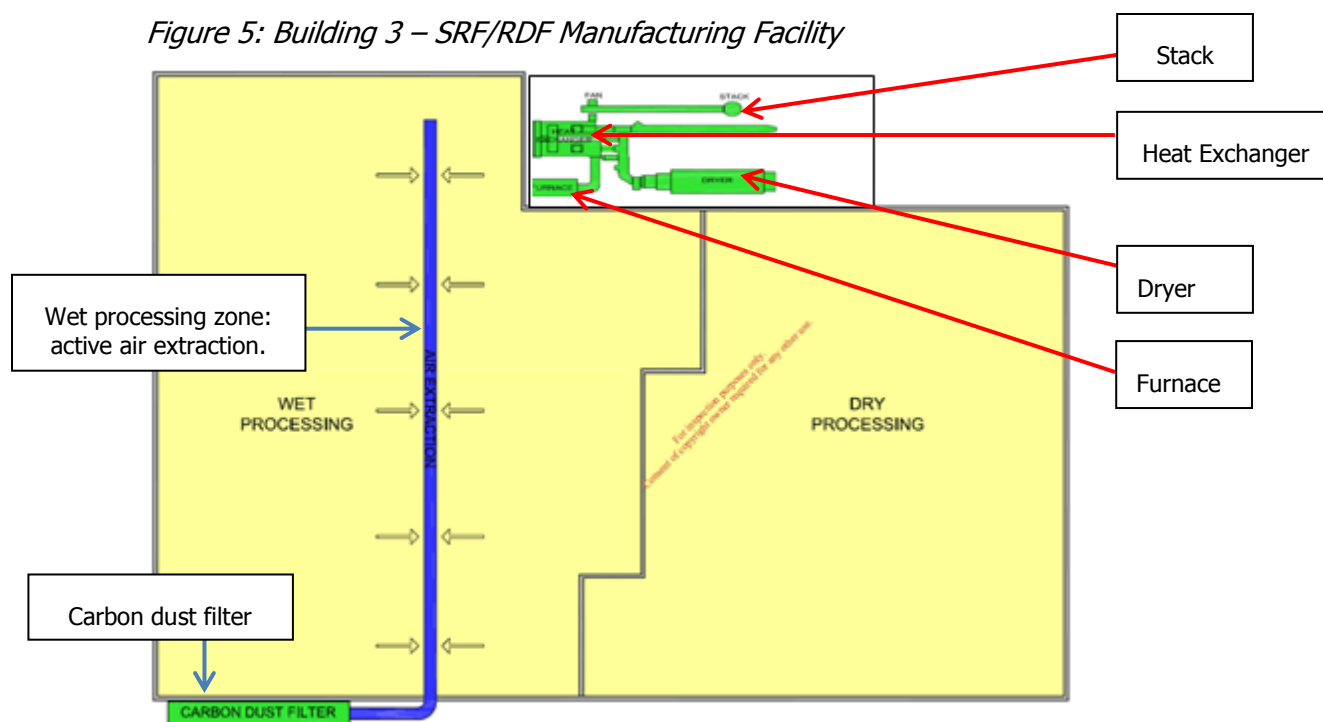 Figure 5: Building 3 – SRF/RDF Manufacturing Facility
Stack
FAN
STACK
HEAT
EXCHANGER
Heat Exchanger
FURNACE
DRYER
Dryer
Wet processing zone:
active air extraction.
AIR EXTRACTION
Furnace
WET
PROCESSING
DRY
PROCESSING
For inspection purposes only.
Consent of copyright owner required for any other use.
Carbon dust filter
CARBON DUST FILTER